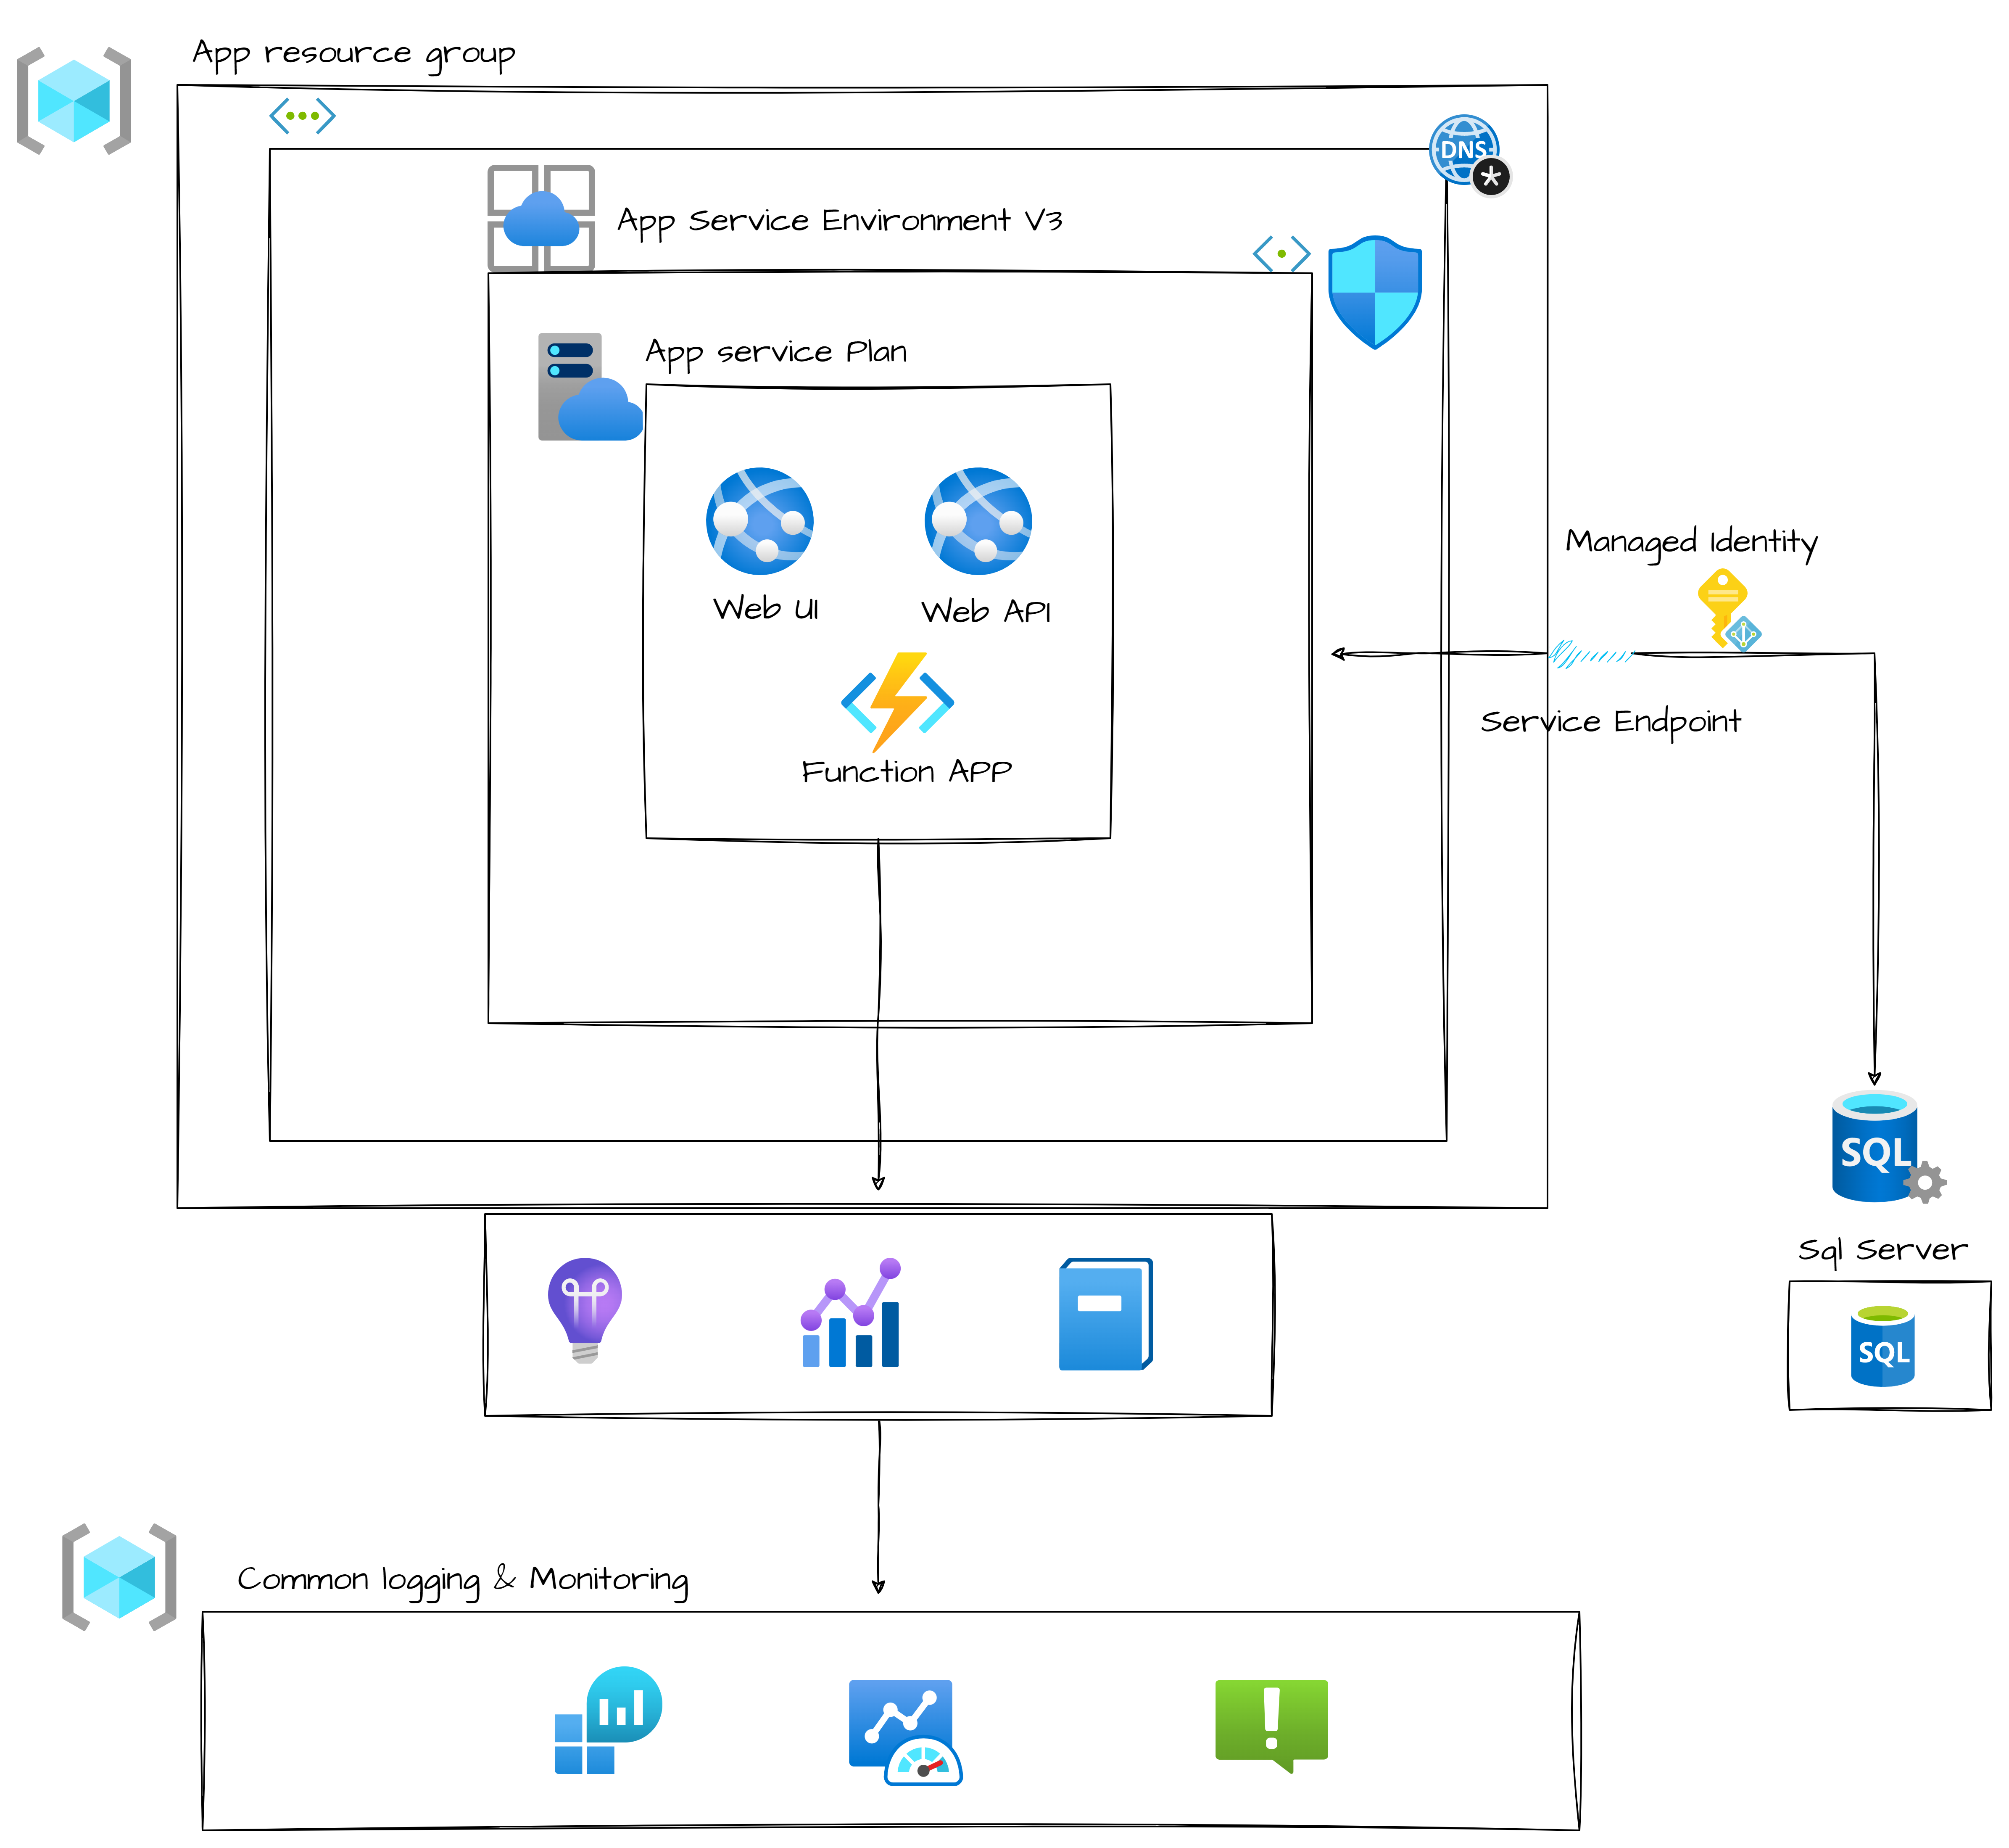 App resource group
DNS
*
App Service Environment V3
App service Plan
Web UI
Web API
Function APP
Managed Identity
Service Endpoint
SQL
Sql Server
SQL
Common logging & Monitoring